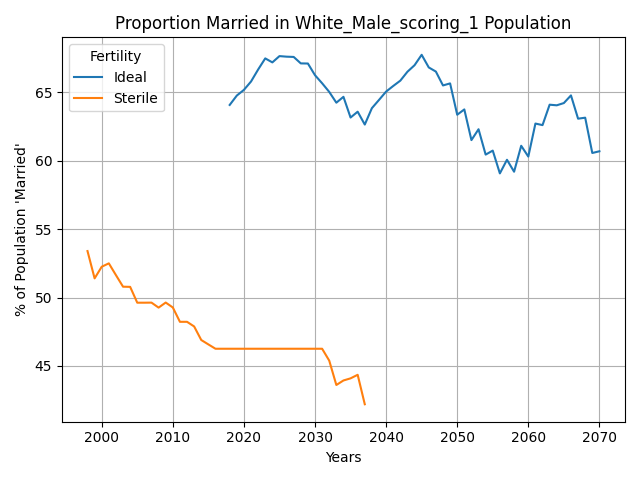 Proportion Married in White_Male_scoring_1 Population
Fertility
Ideal
Sterile
% of Population 'Married'
65
60
55
50
45
2000 2010 2020 2030 2040 2050 2060 2070
Years